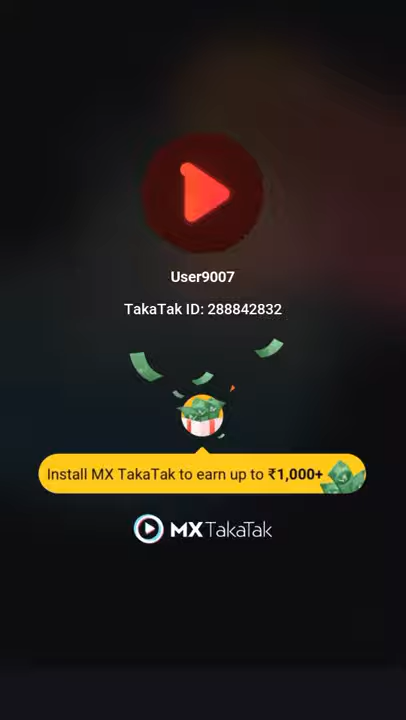 User9007
TakaTak ID: 288842832
Install MX TakaTak to earn up to ₹1,000+
MX TakaTak